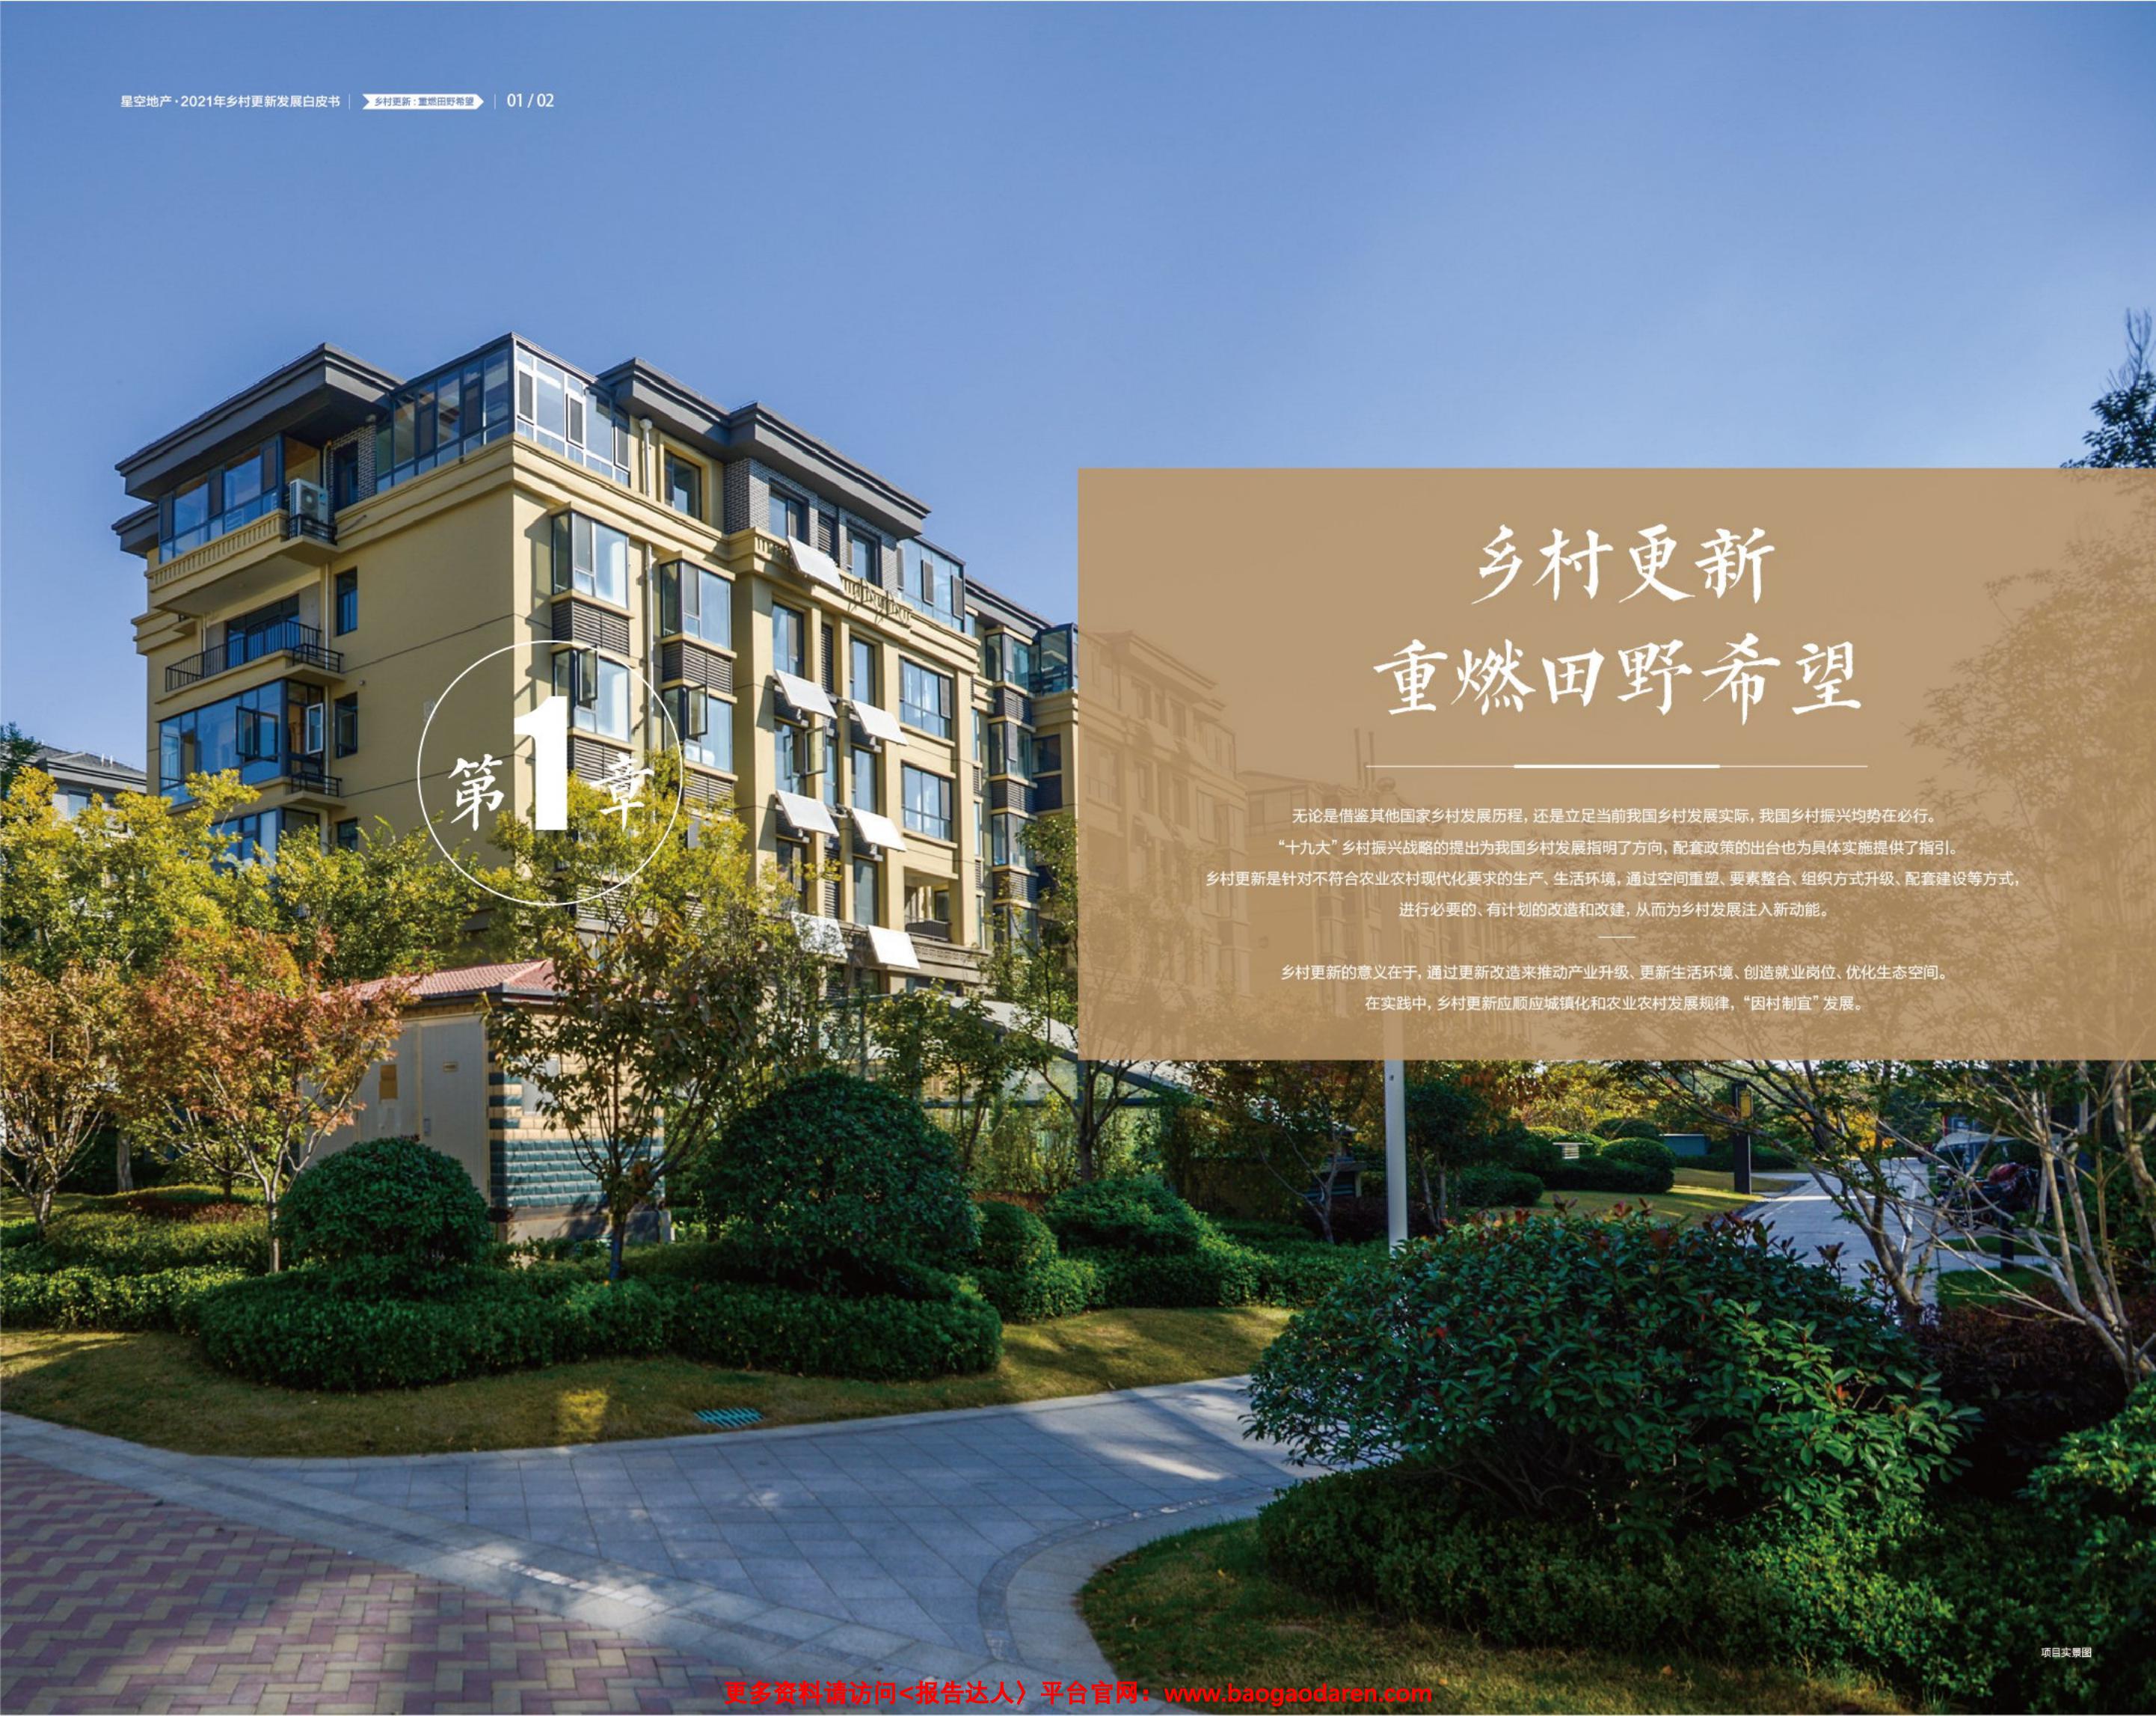 星空地产·2021年乡村更新发展白皮书 | 乡村更新:重燃田野希望 | 01 / 02
第1章
乡村更新
重燃田野希望
无论是借鉴其他国家乡村发展历程,还是立足当前我国乡村发展实际,我国乡村振兴均势在必行。
“十九大”乡村振兴战略的提出为我国乡村发展指明了方向,配套政策的出台也为具体实施提供了指引。
乡村更新是针对不符合农业农村现代化要求的生产、生活环境,通过空间重塑、要素整合、组织方式升级、配套建设等方式,
进行必要的、有计划的改造和改建,从而为乡村发展注入新动能。
乡村更新的意义在于,通过更新改造来推动产业升级、更新生活环境、创造就业岗位、优化生态空间。
在实践中,乡村更新应顺应城镇化和农业农村发展规律,“因村制宜”发展。
项目实景图
更多资料请访问<报告达人〉平台官网:www.baogaodaren.com